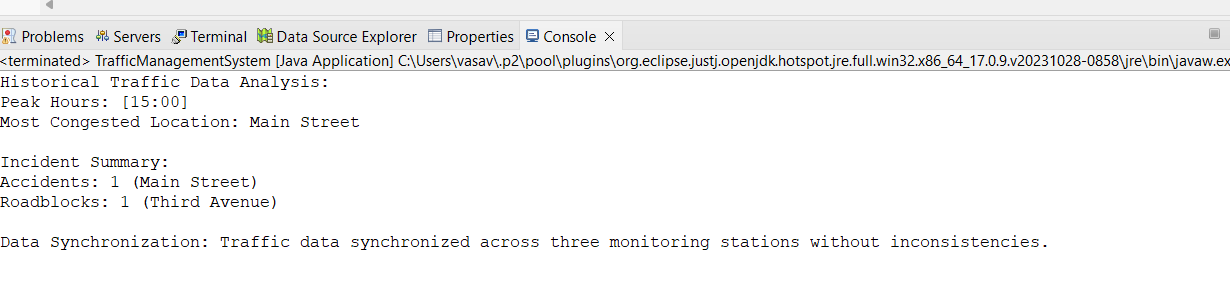 Problems Servers Terminal Data Source Explorer Properties Console
<terminated> TrafficManagementSystem [Java Application] C:\Users\vasav\.p2\pool\plugins\org.eclipse.justj.openjdk.hotspot.jre.full.win32.x86_64_17.0.9.v20231028-0858\jre\bin\javaw.ex
Historical Traffic Data Analysis:
Peak Hours: [15:00]
Most Congested Location: Main Street
Incident Summary:
Accidents: 1 (Main Street)
Roadblocks: 1 (Third Avenue)
Data Synchronization: Traffic data synchronized across three monitoring stations without inconsistencies.